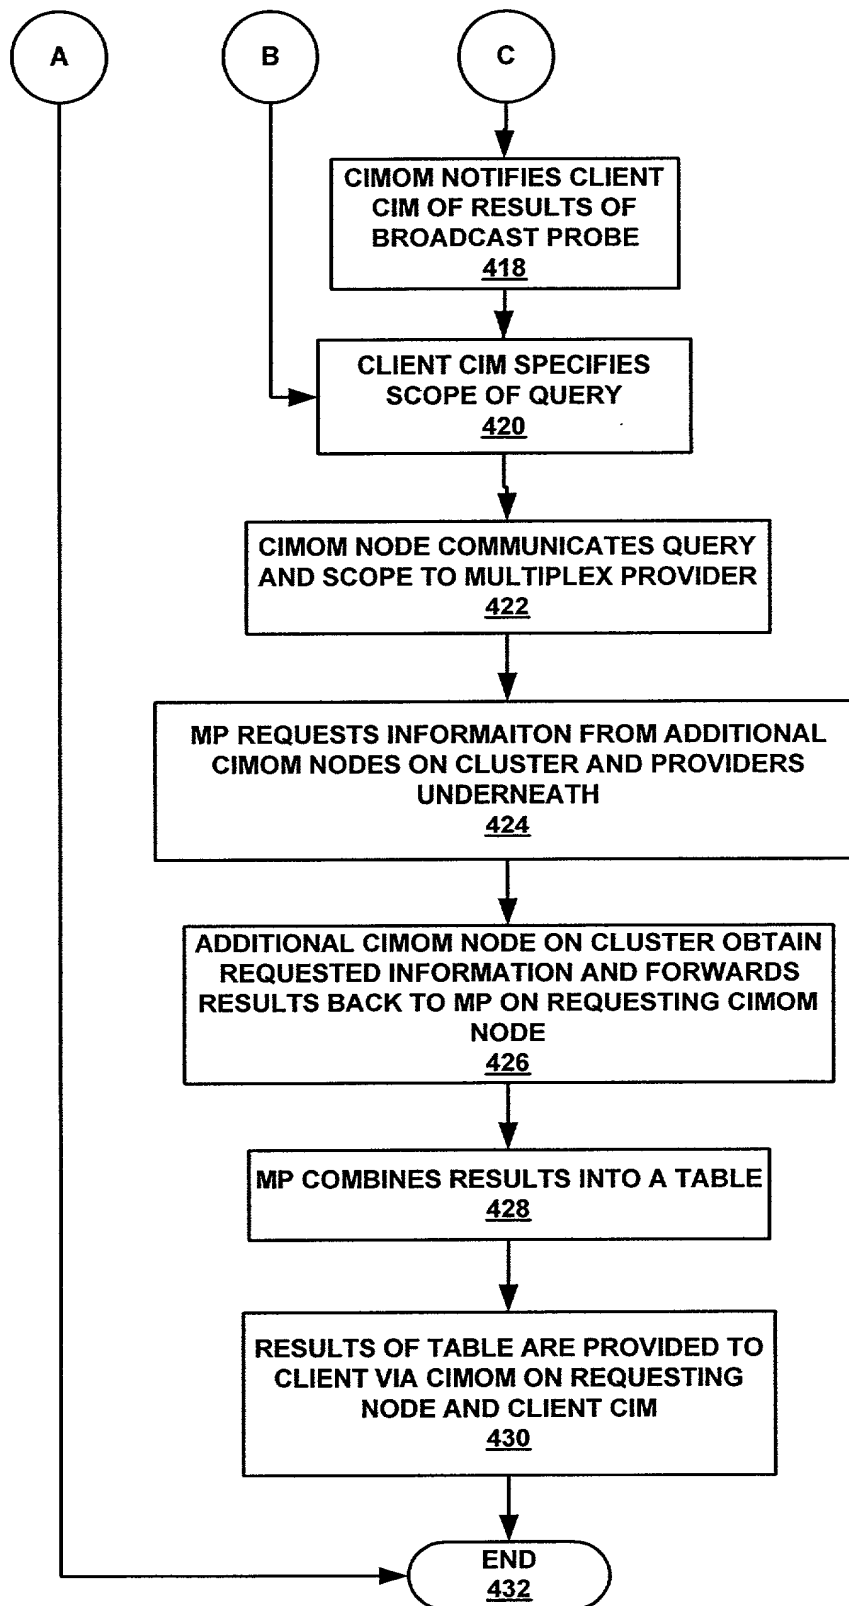 A
B
C
CIMOM NOTIFIES CLIENT
CIM OF RESULTS OF
BROADCAST PROBE
418
CLIENT CIM SPECIFIES
SCOPE OF QUERY
420
CIMOM NODE COMMUNICATES QUERY
AND SCOPE TO MULTIPLEX PROVIDER
422
MP REQUESTS INFORMAITON FROM ADDITIONAL
CIMOM NODES ON CLUSTER AND PROVIDERS
UNDERNEATH
424
ADDITIONAL CIMOM NODE ON CLUSTER OBTAIN
REQUESTED INFORMATION AND FORWARDS
RESULTS BACK TO MP ON REQUESTING CIMOM
NODE
426
MP COMBINES RESULTS INTO A TABLE
428
RESULTS OF TABLE ARE PROVIDED TO
CLIENT VIA CIMOM ON REQUESTING
NODE AND CLIENT CIM
430
END
432